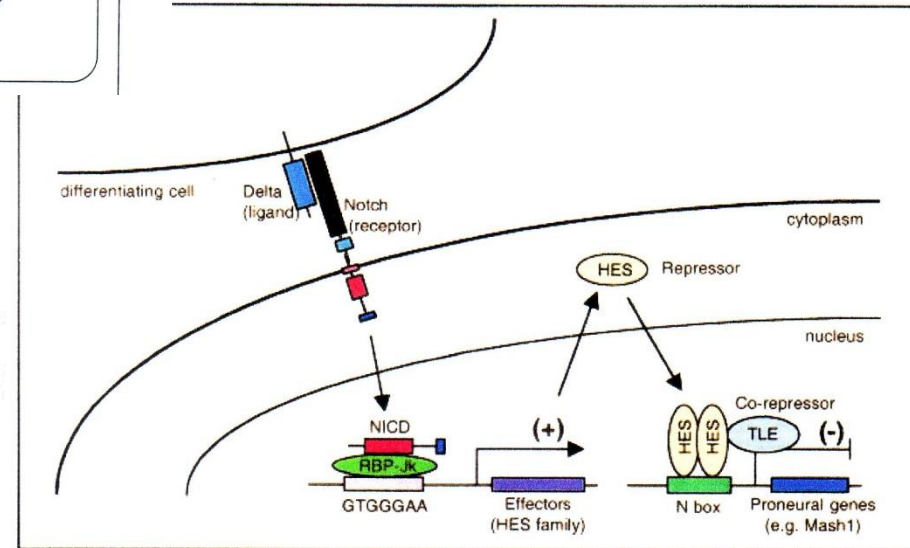 differentiating cell
Delta
(ligand)
Notch
(receptor)
cytoplasm
HES
Repressor
nucleus
NICD
RBP-Jk
GTGGGAA
(+)
Effectors
(HES family)
HES
HES
Co-repressor
TLE
(-)
N box
Proneural genes
(e.g. Mash1)